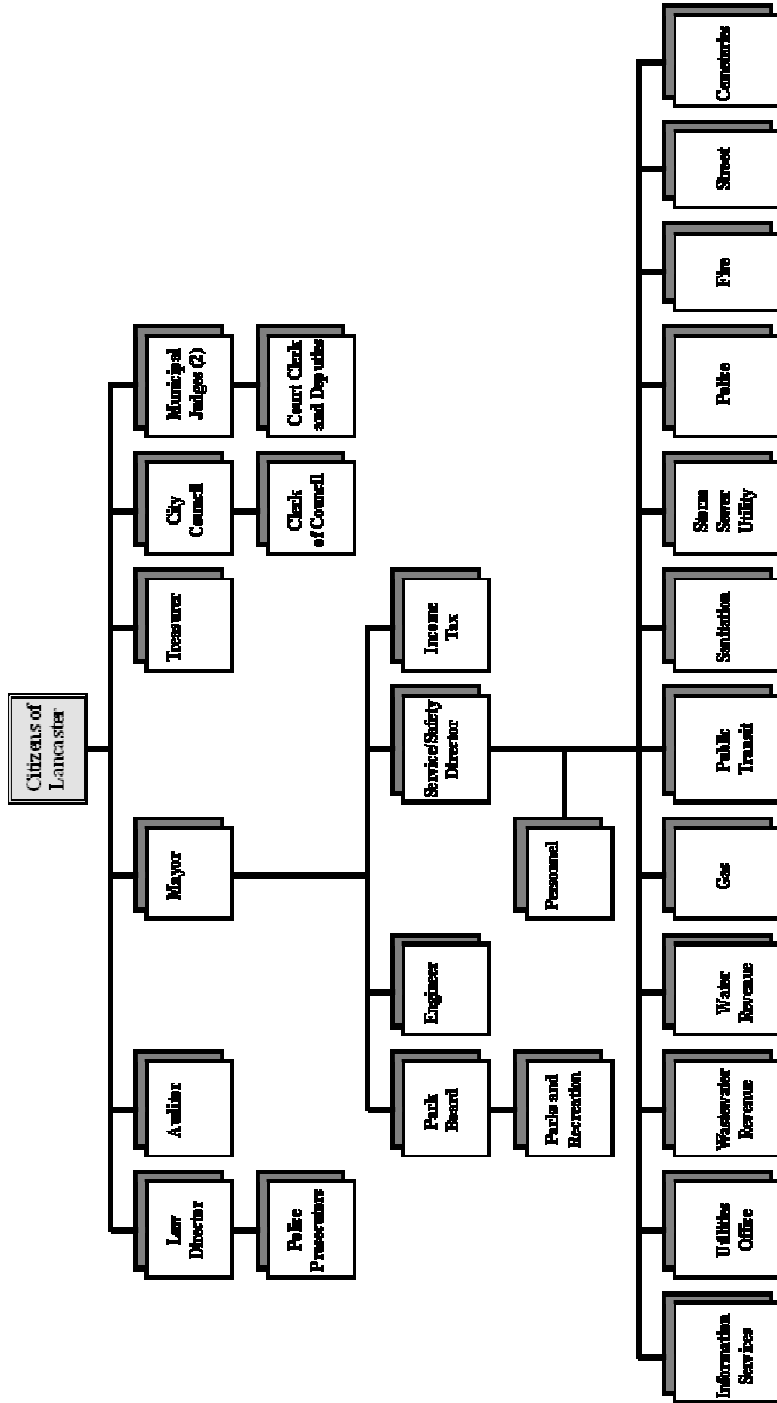 Citizens of
Lancaster
Law
Director
Auditor
Mayor
Treasurer
City
Council
Municipal
Judges (2)
Police
Prosecutors
Clerk
of Council
Court Clerk
and Deputies
Park
Board
Engineer
Service/Safety
Director
Income
Tax
Parks and
Recreation
Personnel
Information
Services
Utilities
Office
Wastewater
Revenue
Water
Revenue
Gas
Public
Transit
Sanitation
Storm
Sewer
Utility
Police
Fire
Street
Cemeteries